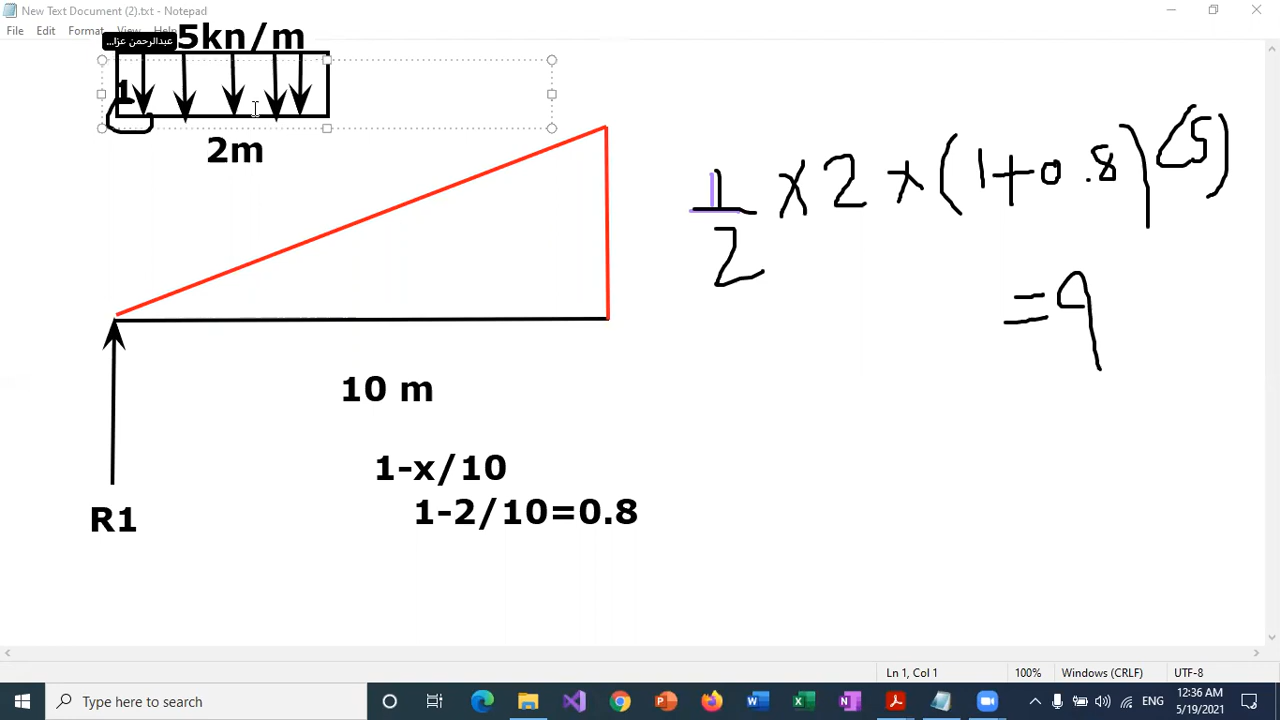 New Text Document (2).txt - Notepad
File Edit Format View Help
عبدالرحمن عزا...
5kn/m
1
2m
10 m
1-x/10
1-2/10=0.8
R1
1/2 x 2 x (1+0.8) (5)
=9
Ln 1, Col 1 100% Windows (CRLF) UTF-8
Type here to search
ENG
12:36 AM
5/19/2021